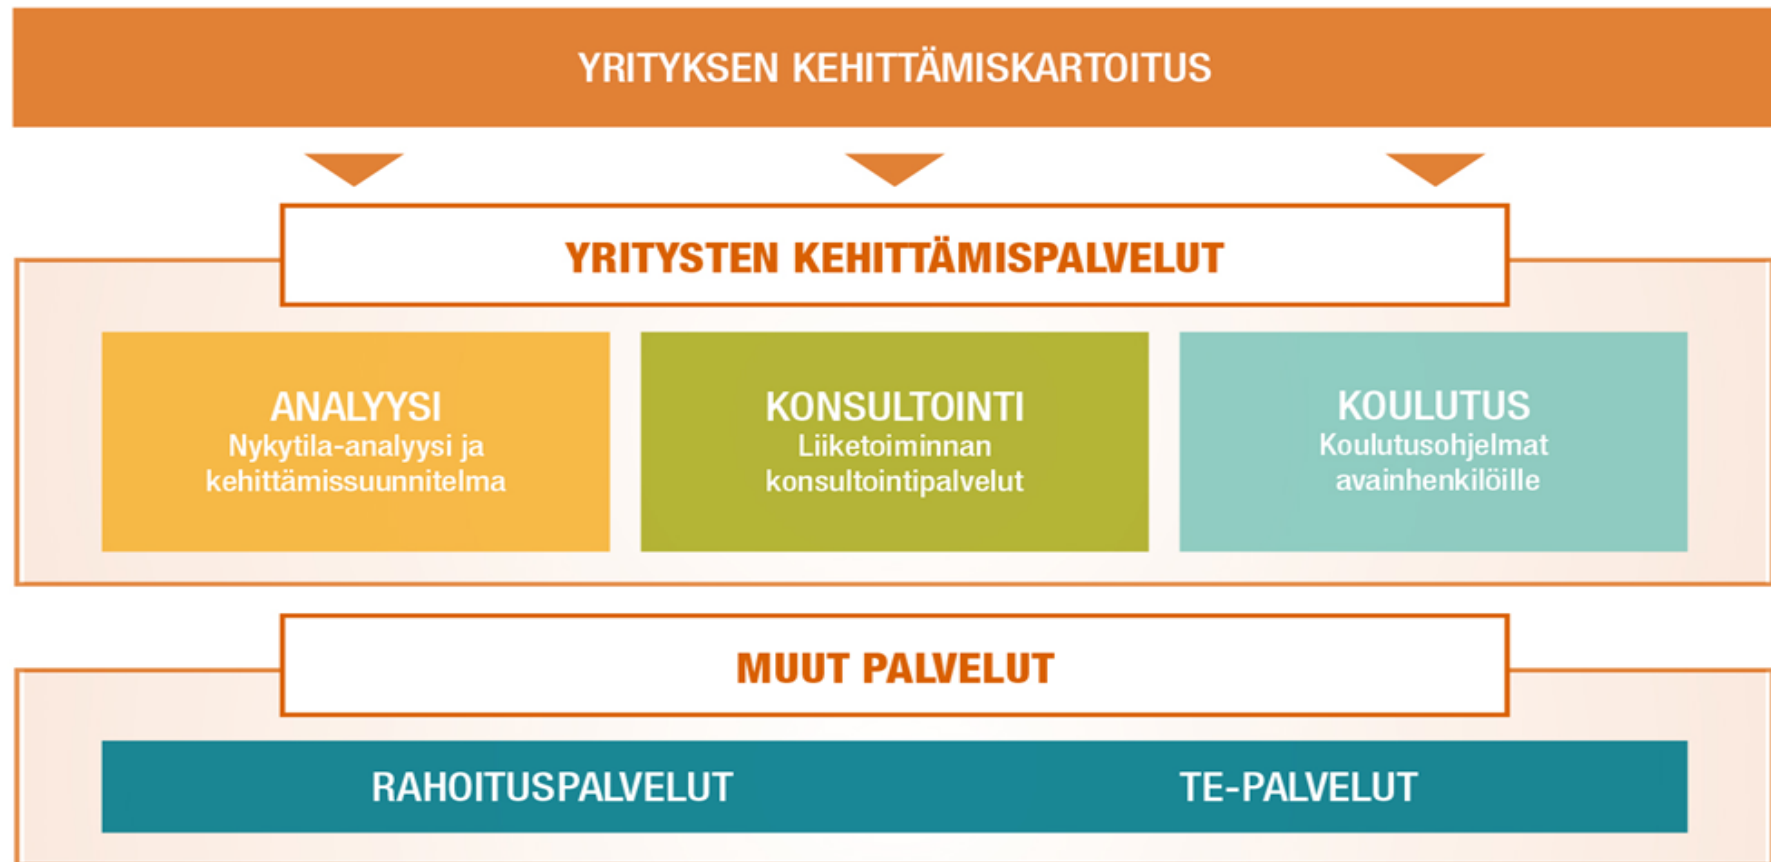 YRITYKSEN KEHITTÄMISKARTOITUS
YRITYSTEN KEHITTÄMISPALVELUT
ANALYYSI
Nykytila-analyysi ja
kehittämissuunnitelma
KONSULTOINTI
Liiketoiminnan
konsultointipalvelut
KOULUTUS
Koulutusohjelmat
avainhenkilöille
MUUT PALVELUT
RAHOITUSPALVELUT
TE-PALVELUT